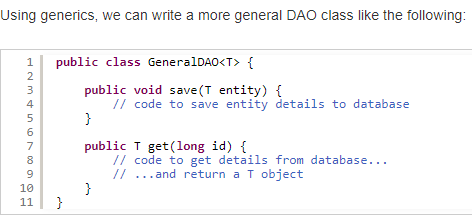 Using generics, we can write a more general DAO class like the following:
1 public class GeneralDAO<T> {
2
3     public void save(T entity) {
4         // code to save entity details to database
5     }
6
7     public T get(long id) {
8         // code to get details from database...
9         // ...and return a T object
10     }
11 }